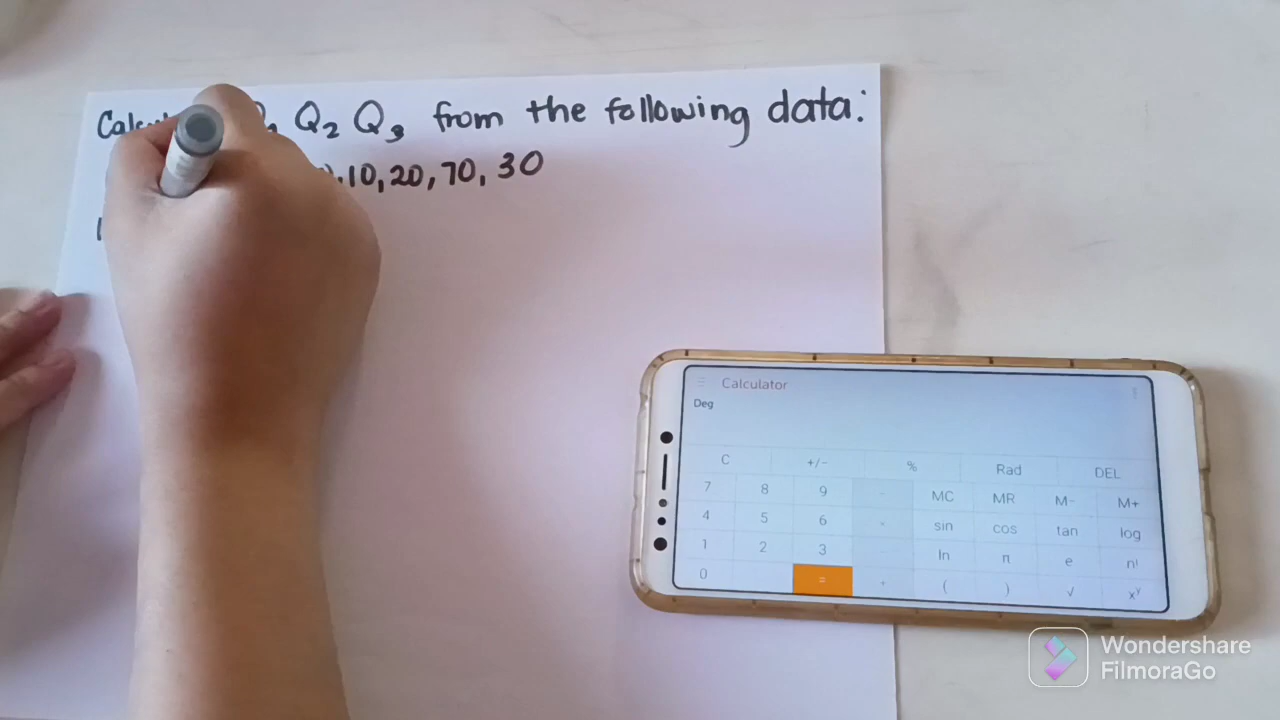 Q₂ Q₃ from the following data:
10, 20, 70, 30
Calculator
Deg
C +/- % Rad DEL
7 8 9 MC MR M- M+
4 5 6 × sin cos tan log
1 2 3 ln π e n!
0 = + ( ) √ xʸ
Wondershare
FilmoraGo